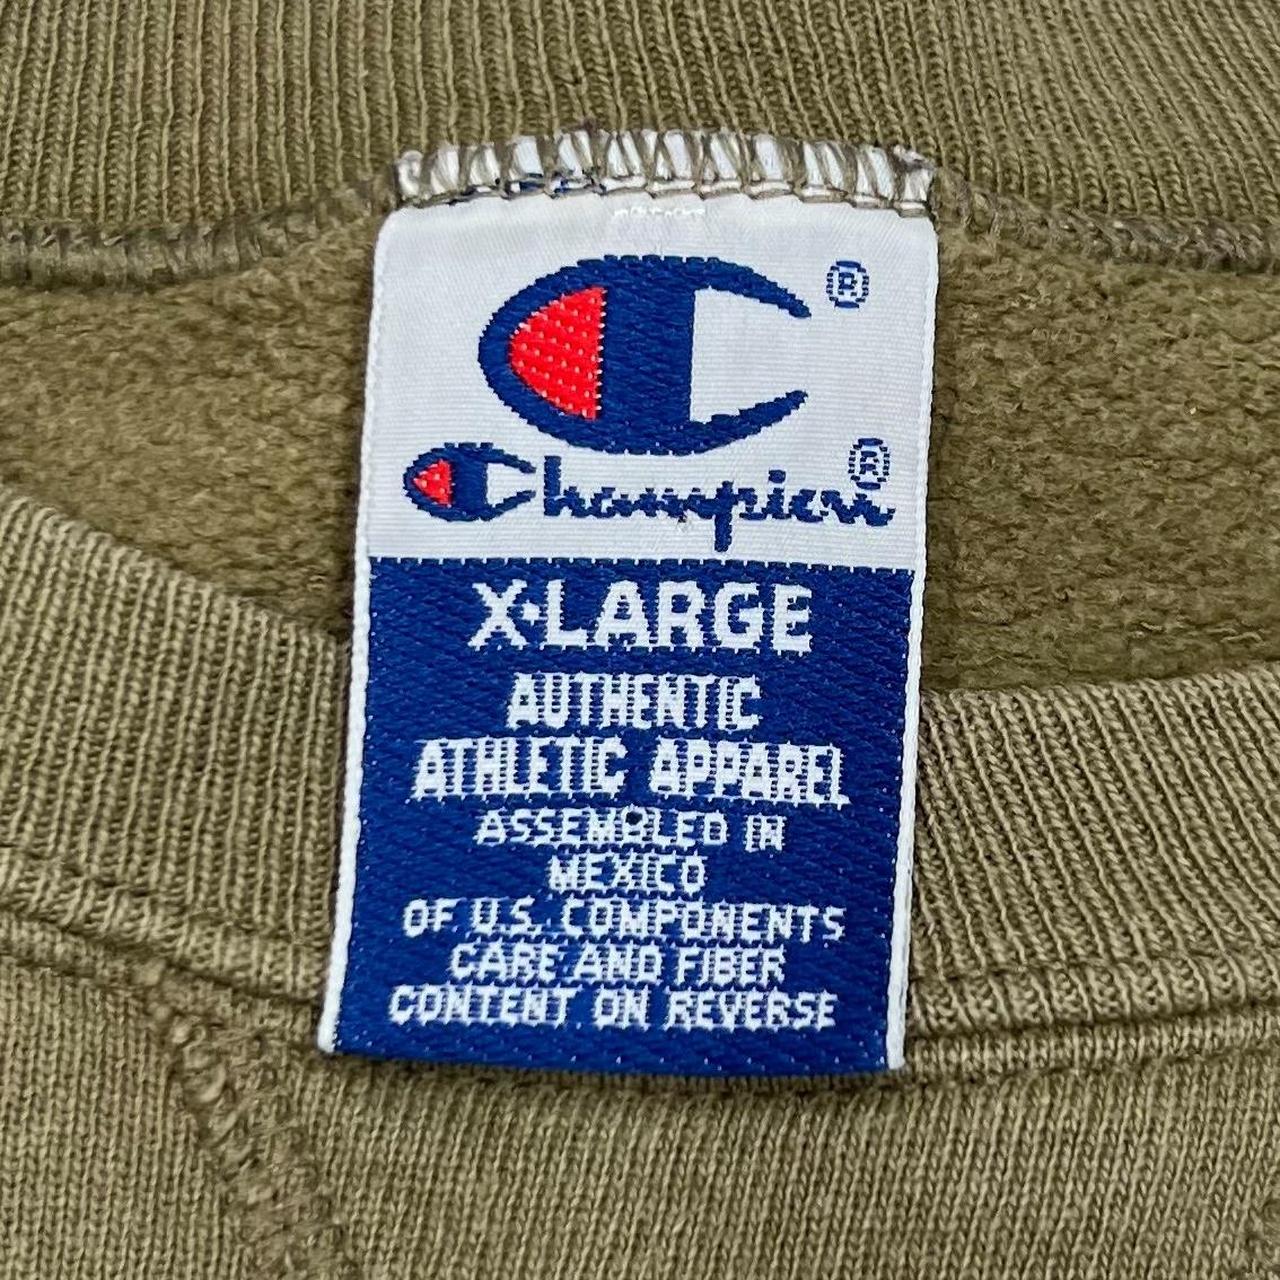 ®
Champion®
X·LARGE
AUTHENTIC
ATHLETIC APPAREL
ASSEMBLED IN
MEXICO
OF U.S. COMPONENTS
CARE AND FIBER
CONTENT ON REVERSE